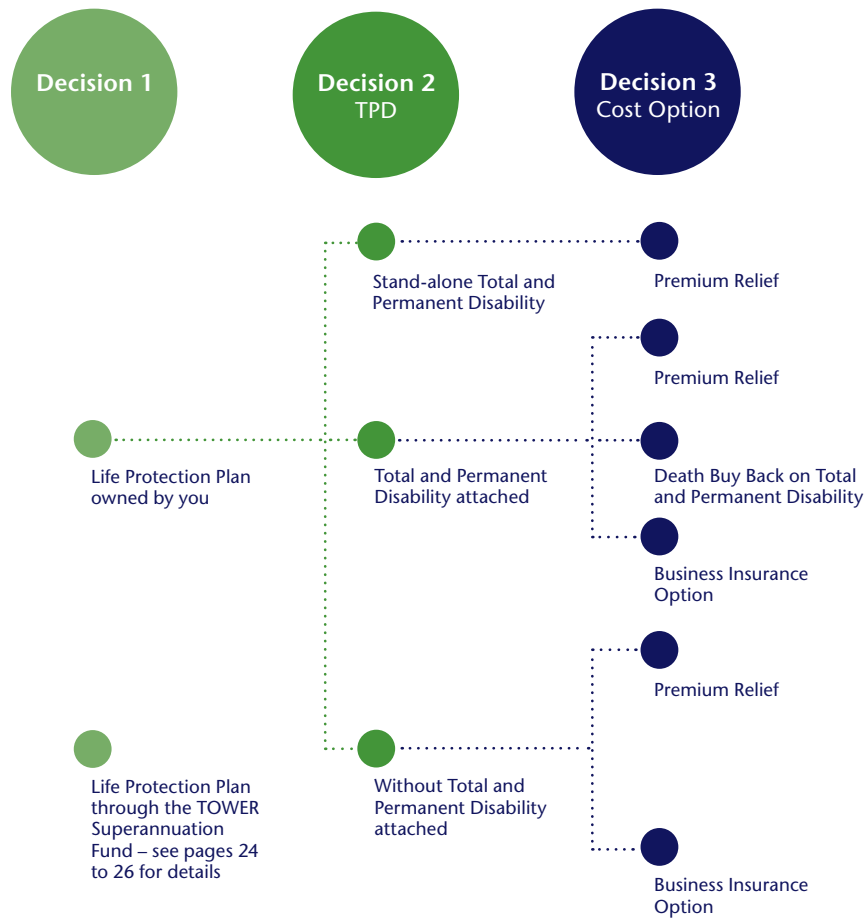 Decision 1
Decision 2
TPD
Decision 3
Cost Option
Stand-alone Total and
Permanent Disability
Premium Relief
Premium Relief
Life Protection Plan
owned by you
Total and Permanent
Disability attached
Death Buy Back on Total
and Permanent Disability
Business Insurance
Option
Premium Relief
Life Protection Plan
through the TOWER
Superannuation
Fund – see pages 24
to 26 for details
Without Total and
Permanent Disability
attached
Business Insurance
Option